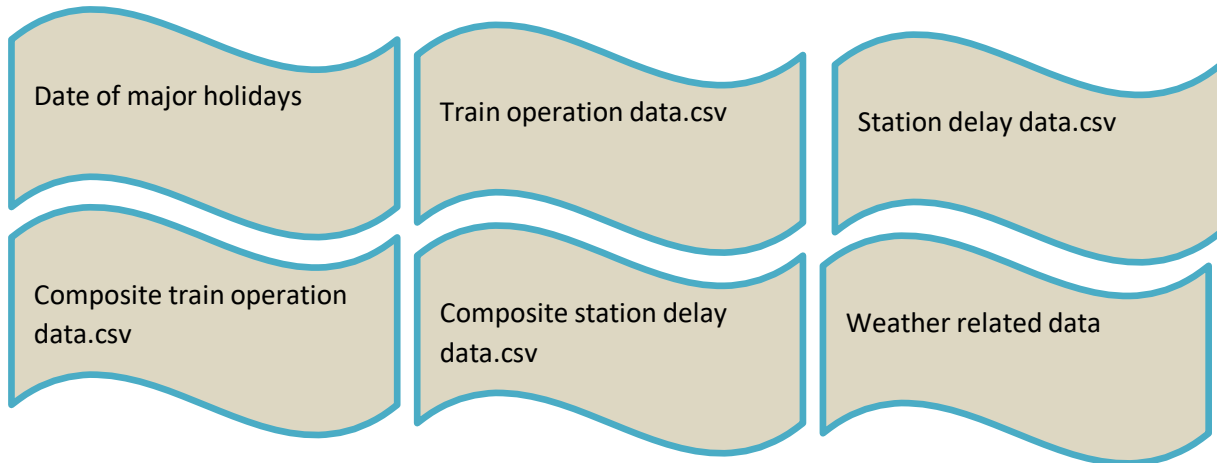 Date of major holidays
Train operation data.csv
Station delay data.csv
Composite train operation
data.csv
Composite station delay
data.csv
Weather related data